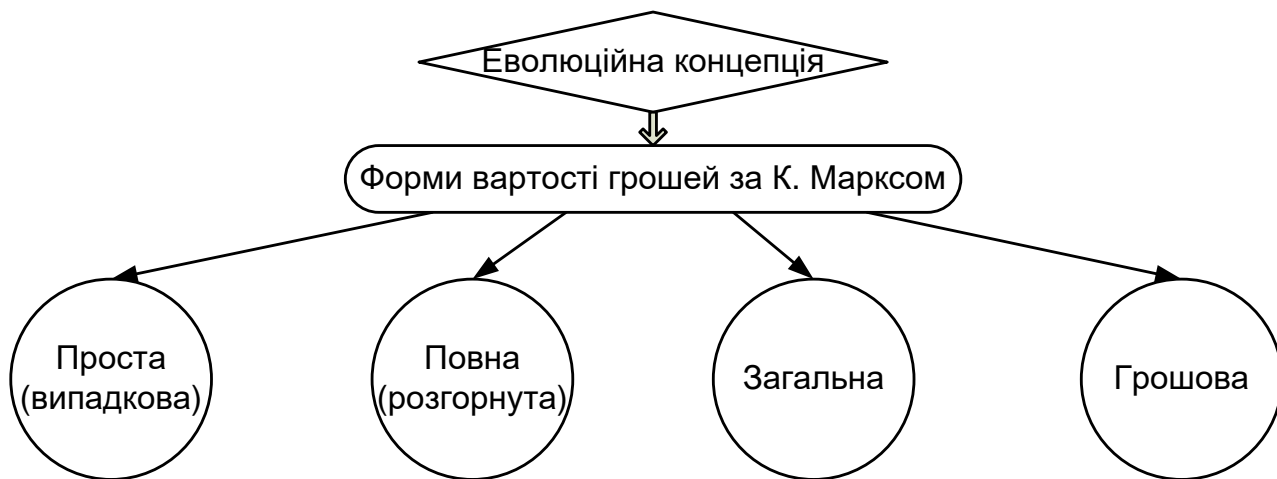 Еволюційна концепція
Форми вартості грошей за К. Марксом
Проста
(випадкова)
Повна
(розгорнута)
Загальна
Грошова